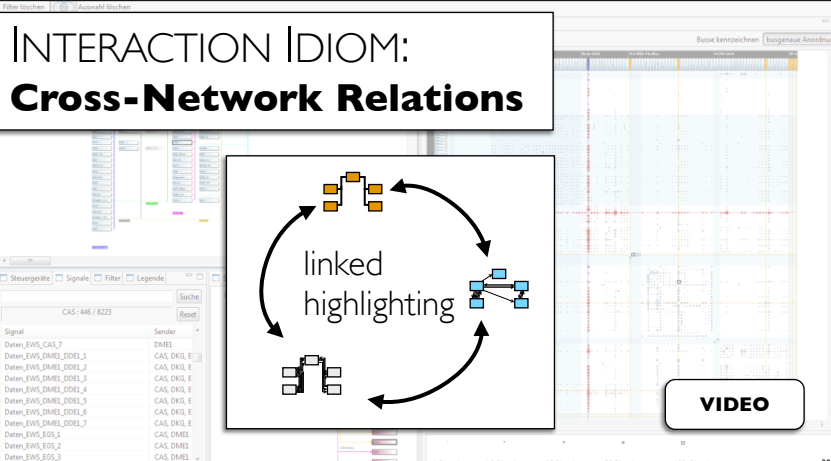 Filter löschen Auswahl löschen
Busse kennzeichnen busgenaue Anordnu
INTERACTION IDIOM:
Cross-Network Relations
linked
highlighting
Steuergeräte Signale Filter Legende
Suche
CAS : 446 / 8223
Reset
Signal Sender
Daten_EWS_CAS_7 DME1
Daten_EWS_DME1_DDE1_1 CAS, DKG, E
Daten_EWS_DME1_DDE1_2 CAS, DKG, E
Daten_EWS_DME1_DDE1_3 CAS, DKG, E
Daten_EWS_DME1_DDE1_4 CAS, DKG, E
Daten_EWS_DME1_DDE1_5 CAS, DKG, E
Daten_EWS_DME1_DDE1_6 CAS, DKG, E
Daten_EWS_DME1_DDE1_7 CAS, DKG, E
Daten_EWS_EGS_1 CAS, DME1
Daten_EWS_EGS_2 CAS, DME1
Daten_EWS_EGS_3 CAS, DME1
VIDEO